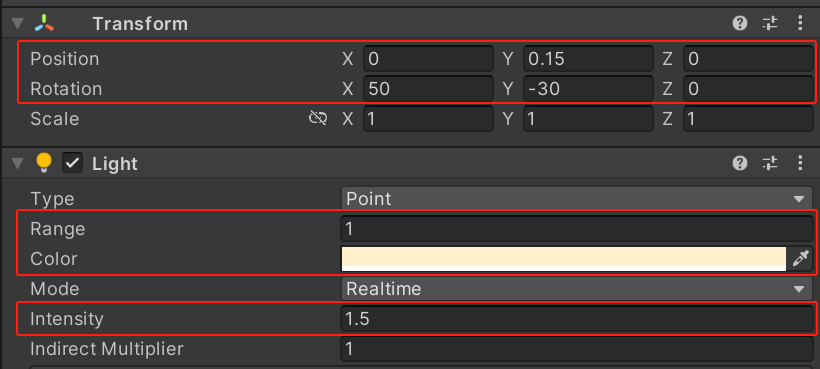 Transform
Position X 0 Y 0.15 Z 0
Rotation X 50 Y -30 Z 0
Scale X 1 Y 1 Z 1
Light
Type Point
Range 1
Color
Mode Realtime
Intensity 1.5
Indirect Multiplier 1